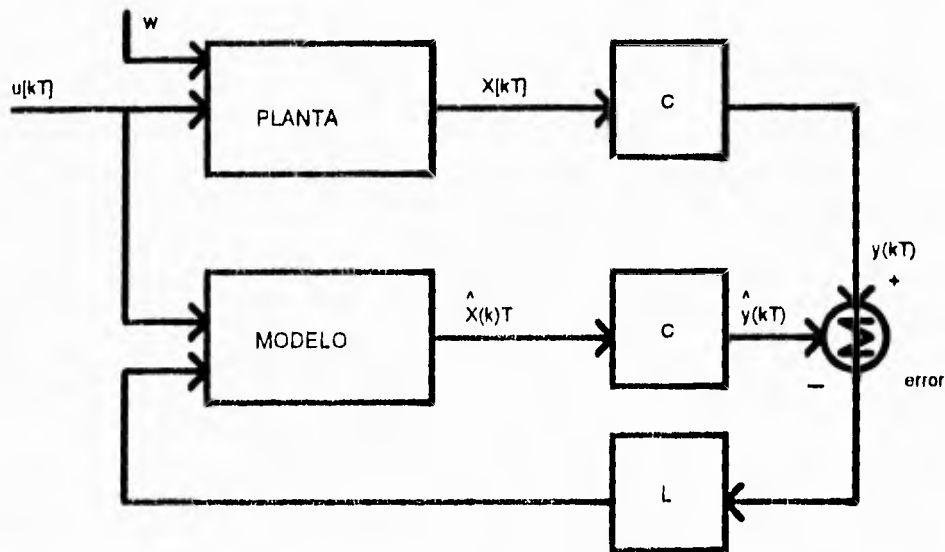 w
u[kT]
PLANTA
X[kT]
C
y(kT)
+
MODELO
^
X(k)T
C
^
y(kT)
Σ
−
error
L